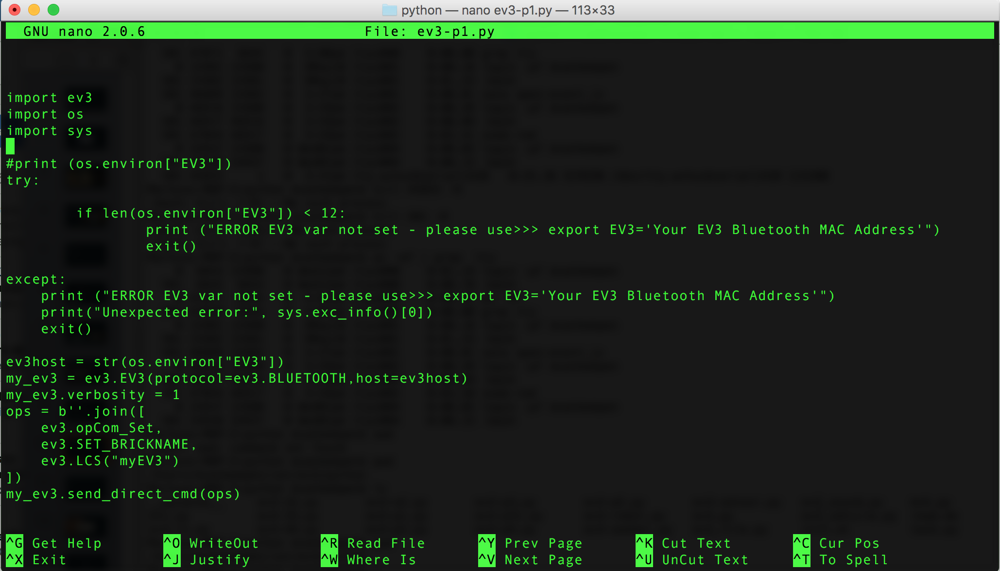 python — nano ev3-p1.py — 113×33
GNU nano 2.0.6 File: ev3-p1.py
import ev3
import os
import sys
#print (os.environ["EV3"])
try:
if len(os.environ["EV3"]) < 12:
print ("ERROR EV3 var not set - please use>>> export EV3='Your EV3 Bluetooth MAC Address'")
exit()
except:
print ("ERROR EV3 var not set - please use>>> export EV3='Your EV3 Bluetooth MAC Address'")
print("Unexpected error:", sys.exc_info()[0])
exit()
ev3host = str(os.environ["EV3"])
my_ev3 = ev3.EV3(protocol=ev3.BLUETOOTH,host=ev3host)
my_ev3.verbosity = 1
ops = b''.join([
ev3.opCom_Set,
ev3.SET_BRICKNAME,
ev3.LCS("myEV3")
])
my_ev3.send_direct_cmd(ops)
^G Get Help ^O WriteOut ^R Read File ^Y Prev Page ^K Cut Text ^C Cur Pos
^X Exit ^J Justify ^W Where Is ^V Next Page ^U UnCut Text ^T To Spell